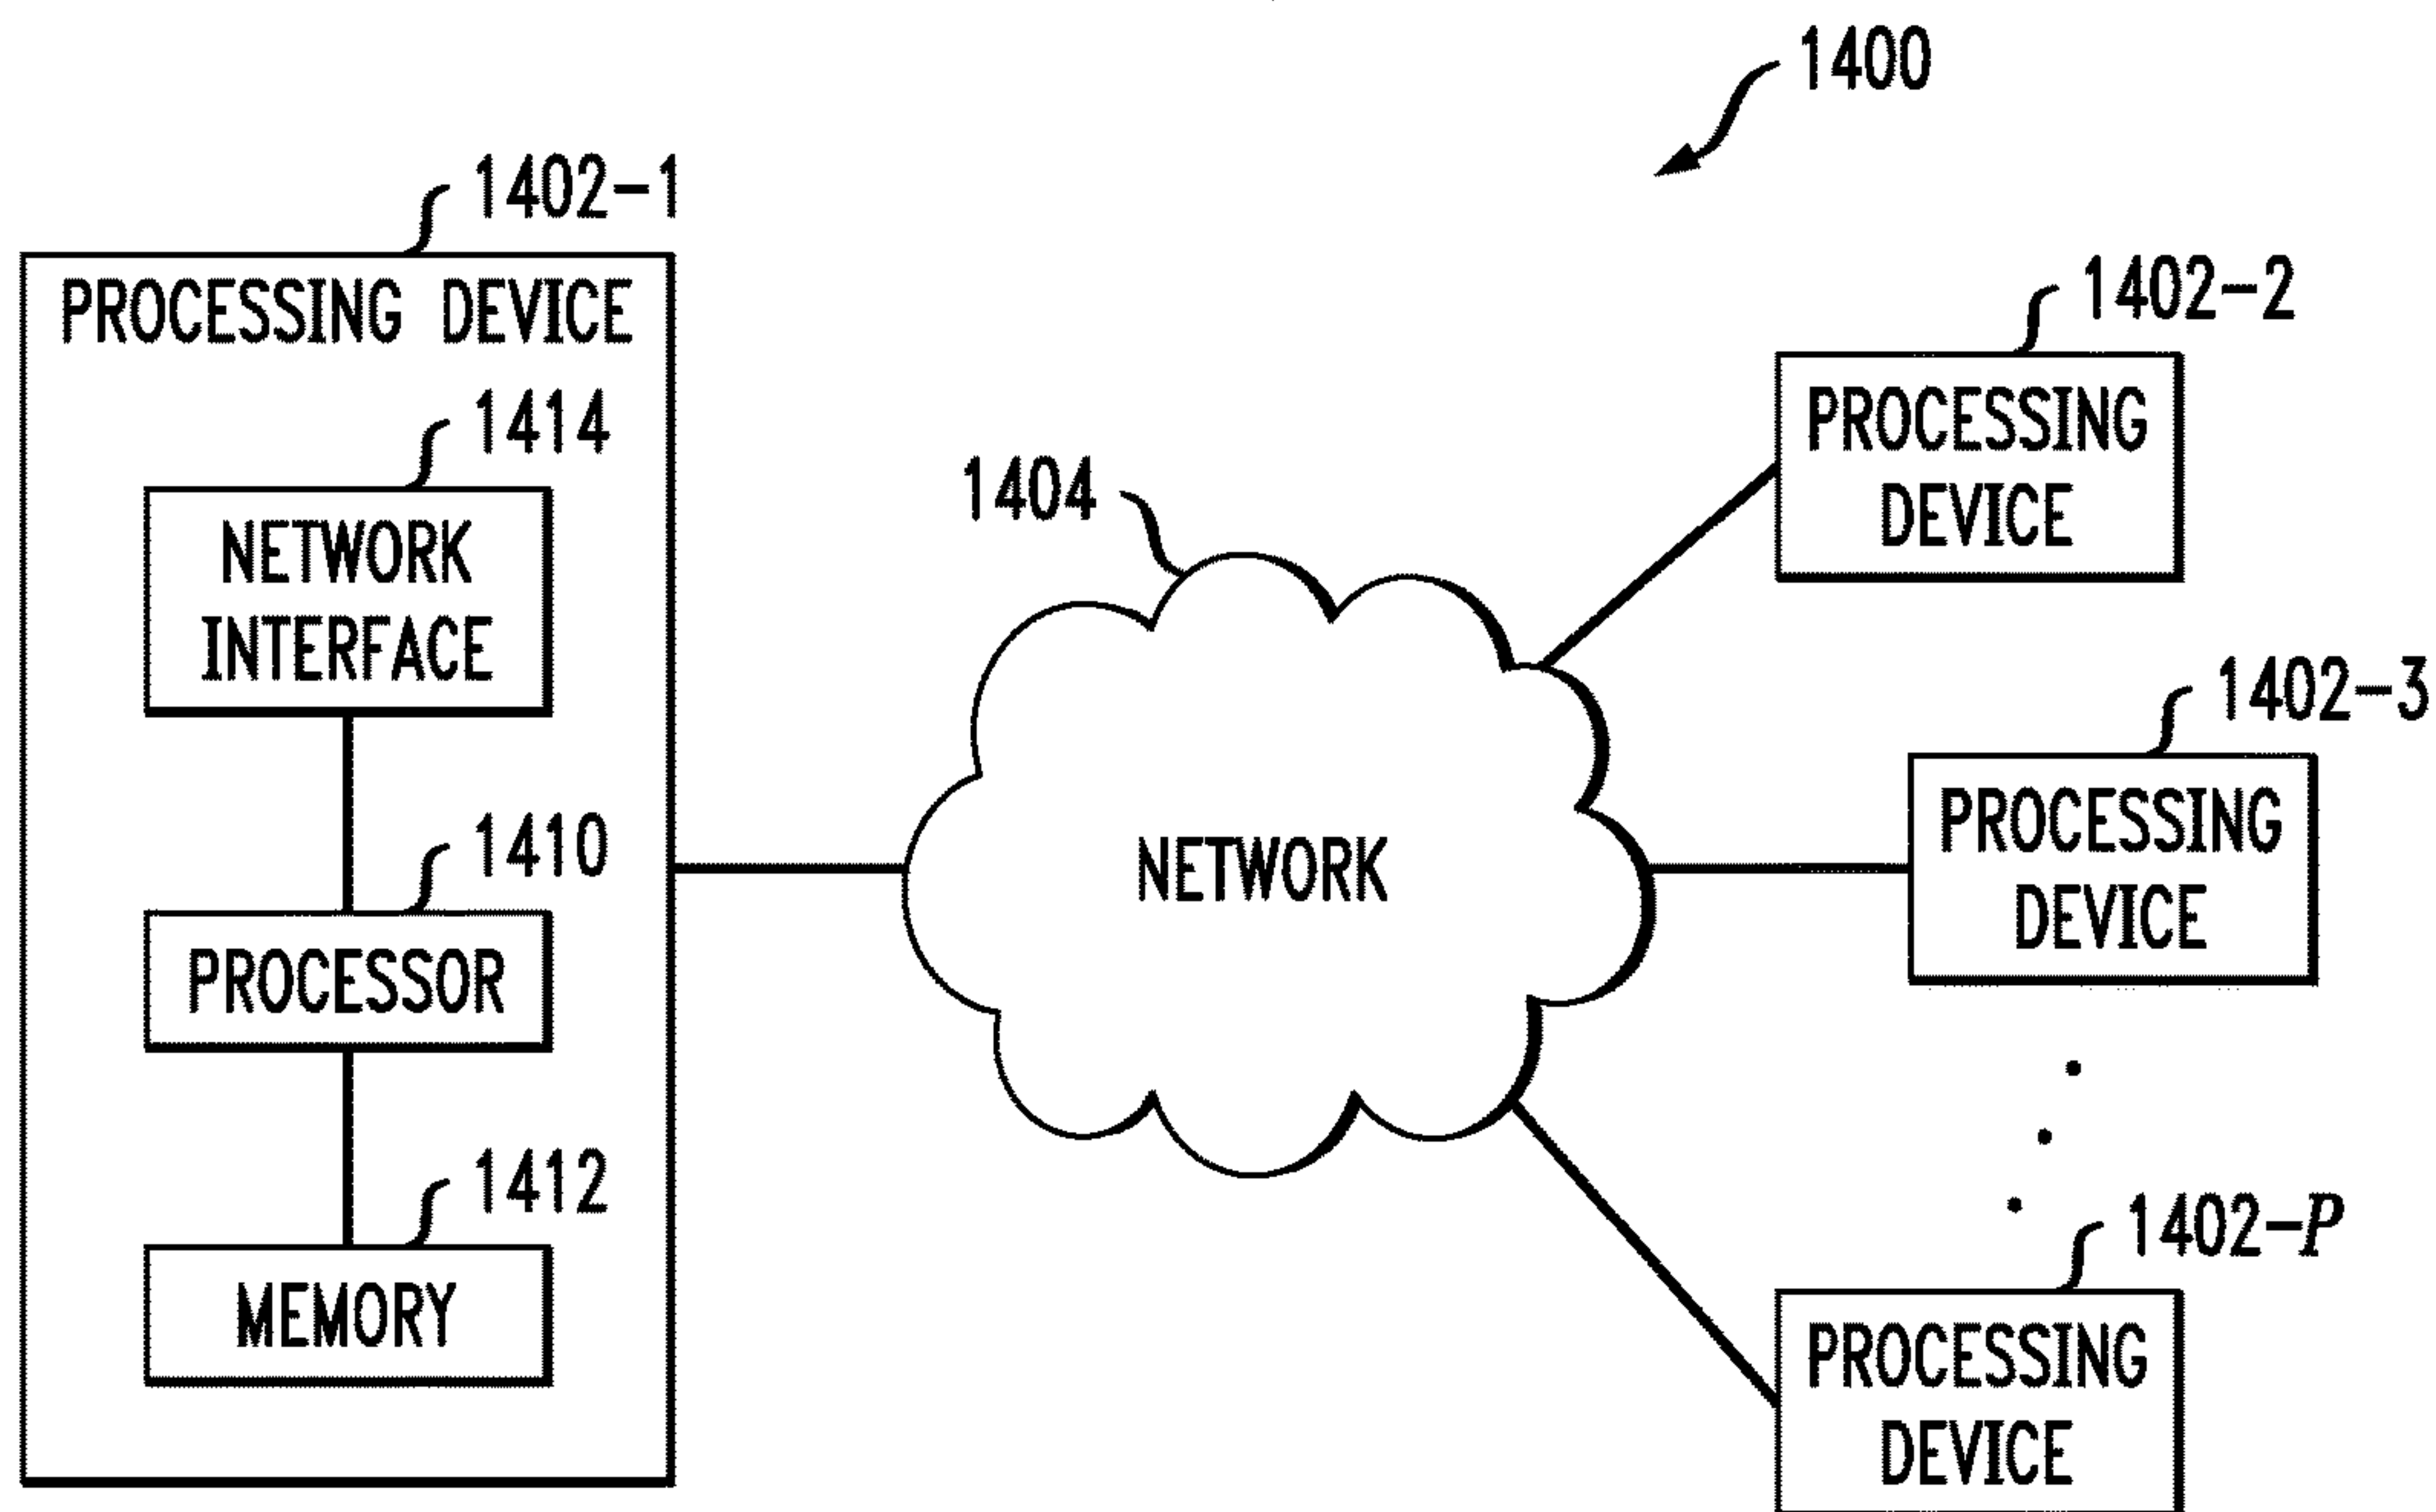 1400
1402-1
PROCESSING DEVICE
1414
NETWORK
INTERFACE
1410
PROCESSOR
1412
MEMORY
1404
NETWORK
1402-2
PROCESSING
DEVICE
1402-3
PROCESSING
DEVICE
1402-P
PROCESSING
DEVICE